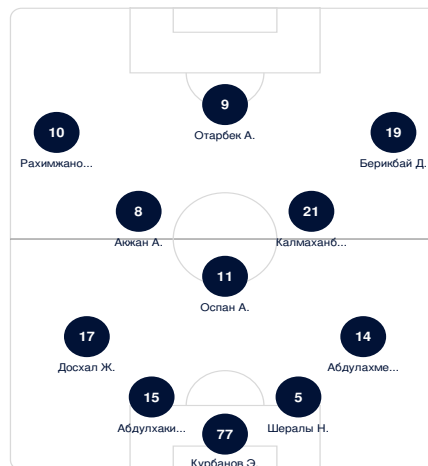 9
Отарбек А.
10
Рахимжано...
19
Берикбай Д.
8
Акжан А.
21
Калмаханб...
11
Оспан А.
17
Досхал Ж.
14
Абдулахме...
15
Абдулхаки...
5
Шералы Н.
77
Курбанов Э.